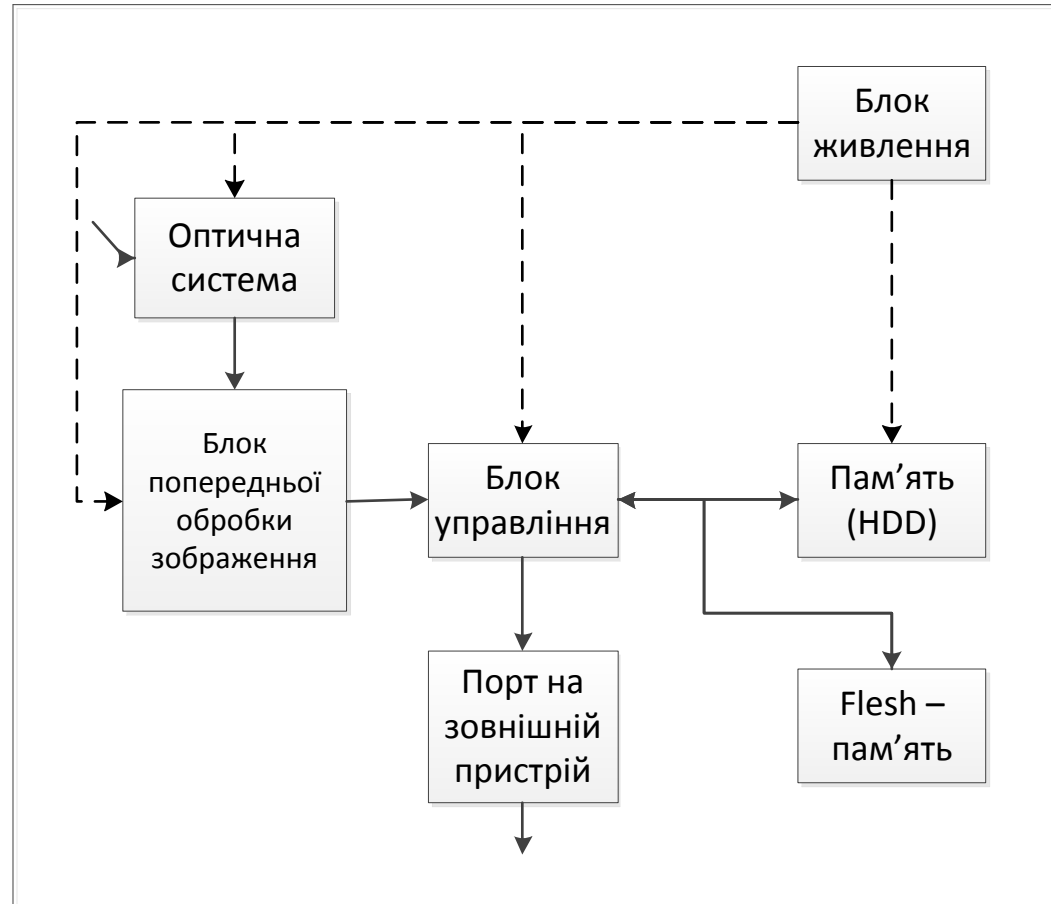 Блок
живлення
Оптична
система
Блок
попередньої
обробки
зображення
Блок
управління
Пам’ять
(HDD)
Порт на
зовнішній
пристрій
Flesh –
пам’ять